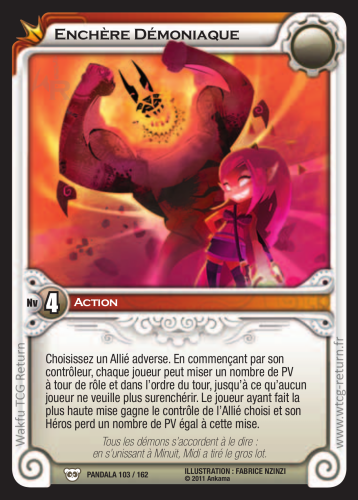 Enchère Démoniaque
Nv 4 Action
Choisissez un Allié adverse. En commençant par son
contrôleur, chaque joueur peut miser un nombre de PV
à tour de rôle et dans l'ordre du tour, jusqu'à ce qu'aucun
joueur ne veuille plus surenchérir. Le joueur ayant fait la
plus haute mise gagne le contrôle de l'Allié choisi et son
Héros perd un nombre de PV égal à cette mise.
Tous les démons s'accordent à le dire :
en s'unissant à Minuit, Midi a tiré le gros lot.
PANDALA 103 / 162
ILLUSTRATION : FABRICE NZINZI
© 2011 Ankama
Wakfu TCG Return
www.wtcg-return.fr